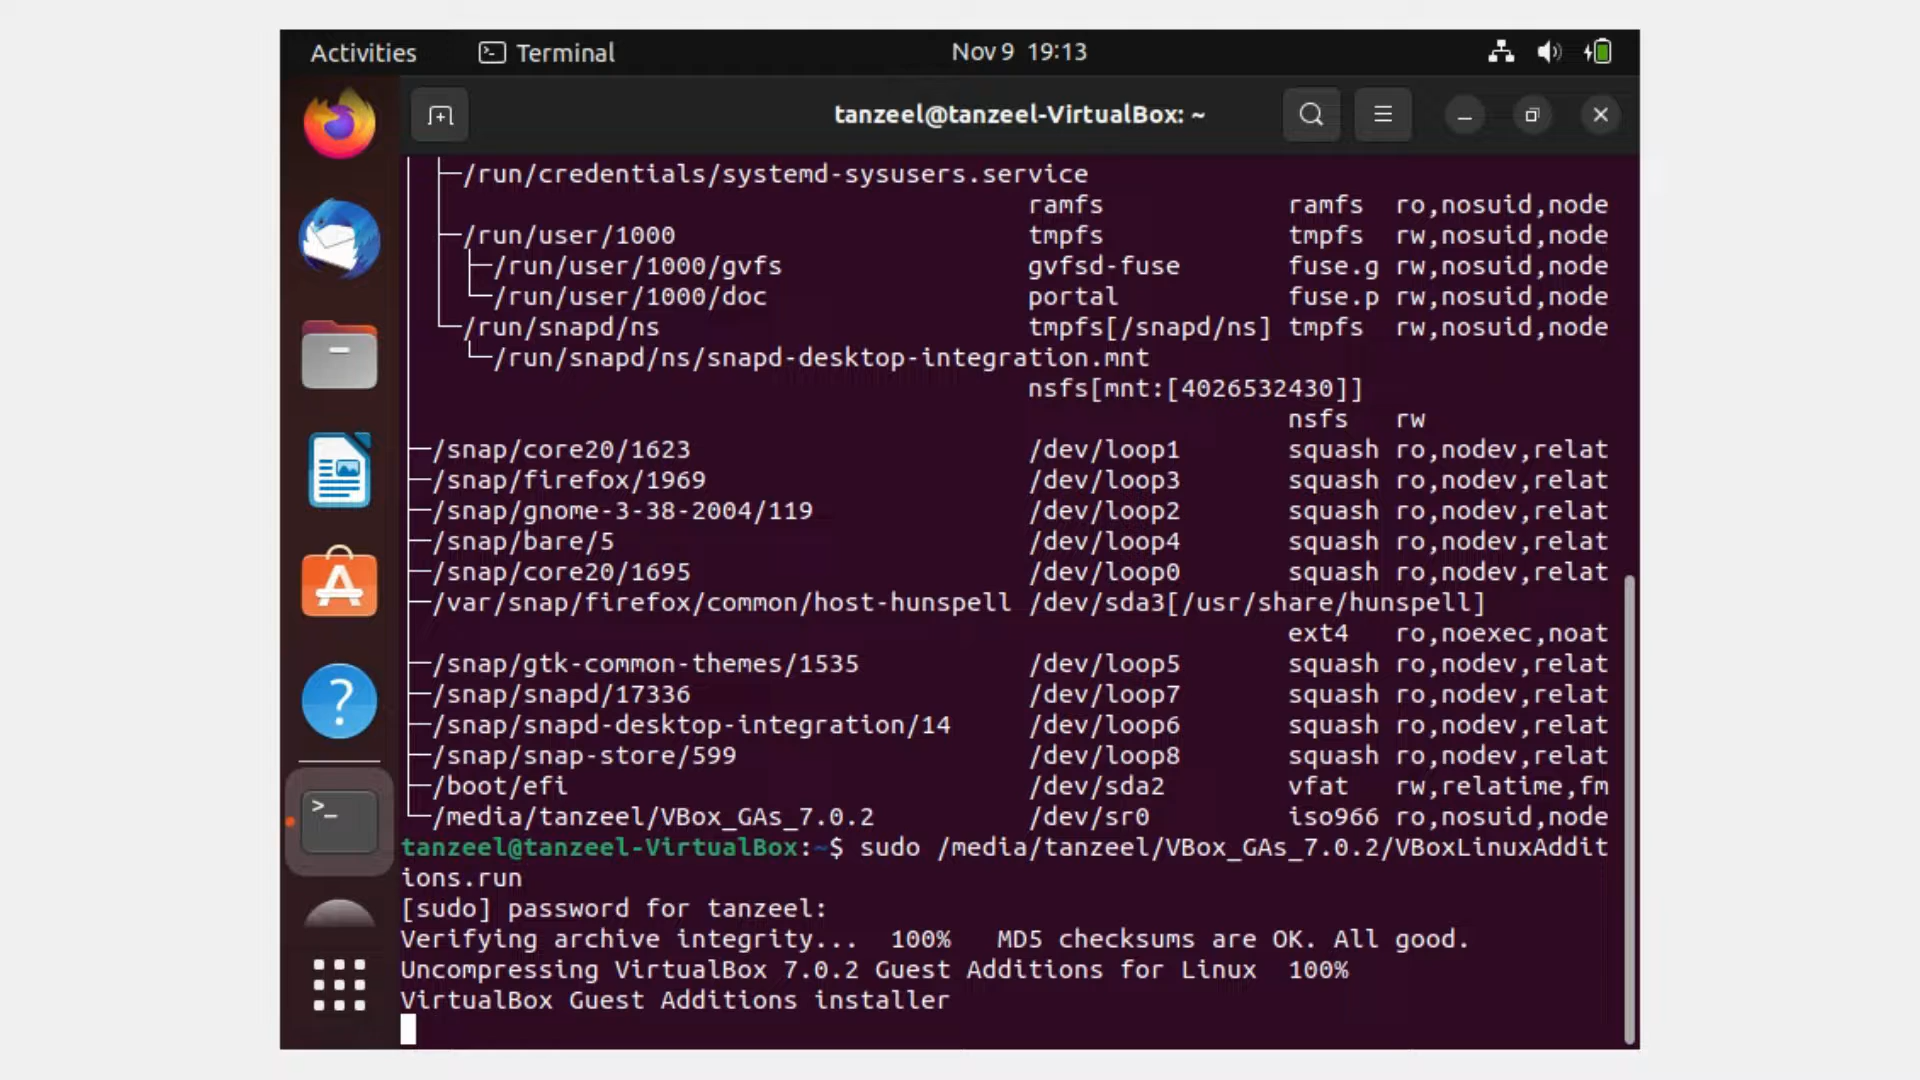 Activities Terminal Nov 9 19:13
tanzeel@tanzeel-VirtualBox: ~
├─/run/credentials/systemd-sysusers.service
ramfs ramfs ro,nosuid,node
├─/run/user/1000 tmpfs tmpfs rw,nosuid,node
├─/run/user/1000/gvfs gvfsd-fuse fuse.g rw,nosuid,node
└─/run/user/1000/doc portal fuse.p rw,nosuid,node
└─/run/snapd/ns tmpfs[/snapd/ns] tmpfs rw,nosuid,node
└─/run/snapd/ns/snapd-desktop-integration.mnt
nsfs[mnt:[4026532430]]
nsfs rw
├─/snap/core20/1623 /dev/loop1 squash ro,nodev,relat
├─/snap/firefox/1969 /dev/loop3 squash ro,nodev,relat
├─/snap/gnome-3-38-2004/119 /dev/loop2 squash ro,nodev,relat
├─/snap/bare/5 /dev/loop4 squash ro,nodev,relat
├─/snap/core20/1695 /dev/loop0 squash ro,nodev,relat
├─/var/snap/firefox/common/host-hunspell /dev/sda3[/usr/share/hunspell]
ext4 ro,noexec,noat
├─/snap/gtk-common-themes/1535 /dev/loop5 squash ro,nodev,relat
├─/snap/snapd/17336 /dev/loop7 squash ro,nodev,relat
├─/snap/snapd-desktop-integration/14 /dev/loop6 squash ro,nodev,relat
├─/snap/snap-store/599 /dev/loop8 squash ro,nodev,relat
├─/boot/efi /dev/sda2 vfat rw,relatime,fm
└─/media/tanzeel/VBox_GAs_7.0.2 /dev/sr0 iso966 ro,nosuid,node
tanzeel@tanzeel-VirtualBox:~$ sudo /media/tanzeel/VBox_GAs_7.0.2/VBoxLinuxAddit
ions.run
[sudo] password for tanzeel:
Verifying archive integrity... 100% MD5 checksums are OK. All good.
Uncompressing VirtualBox 7.0.2 Guest Additions for Linux 100%
VirtualBox Guest Additions installer